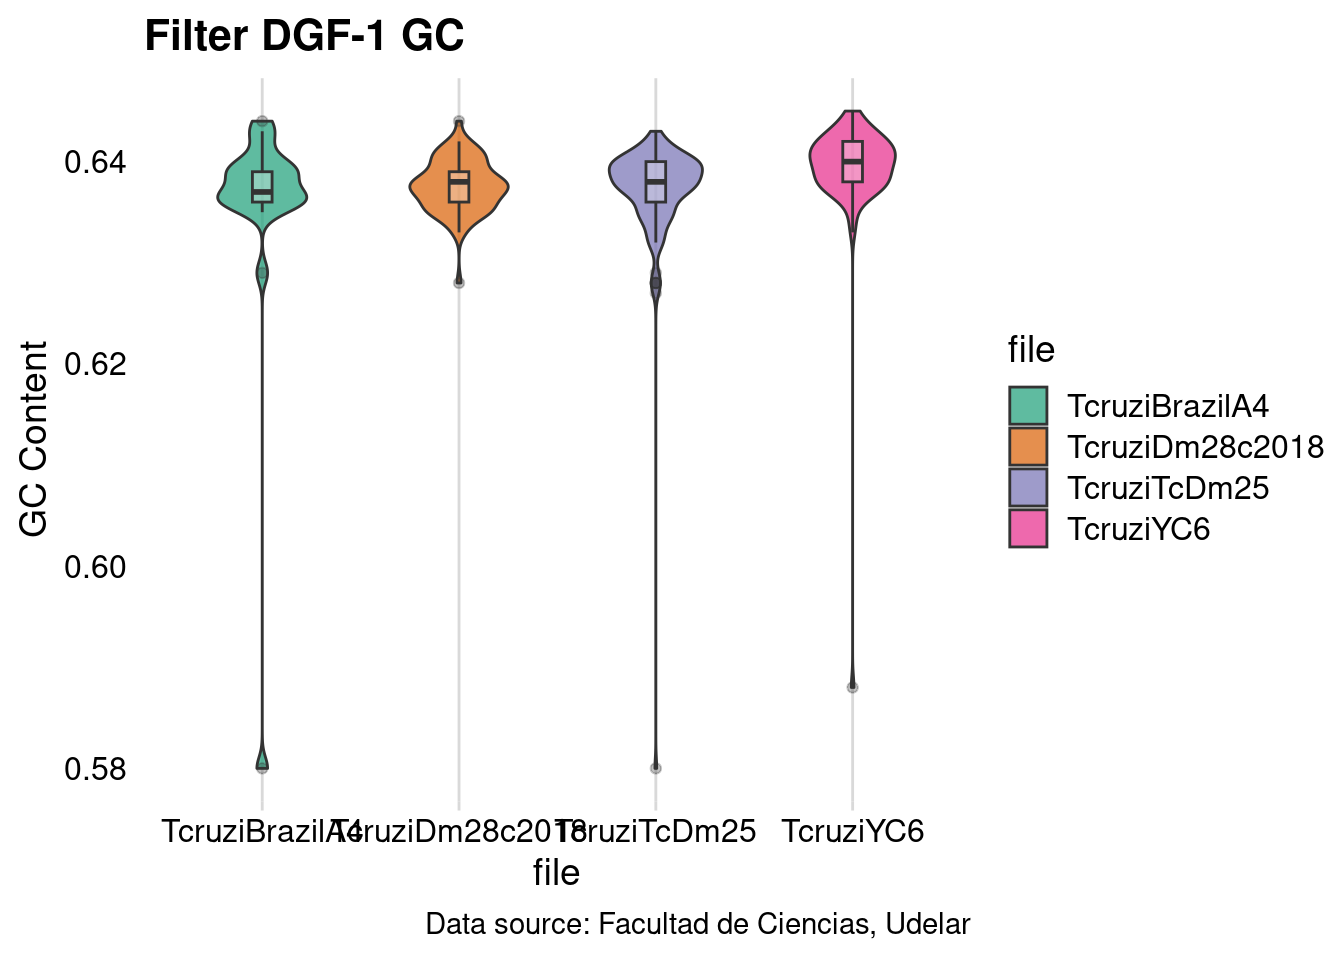 Filter DGF-1 GC
GC Content
0.64
0.62
0.60
0.58
TcruziBrazilA4 TcruziDm28c2018 TcruziTcDm25 TcruziYC6
file
Data source: Facultad de Ciencias, Udelar
file
TcruziBrazilA4
TcruziDm28c2018
TcruziTcDm25
TcruziYC6